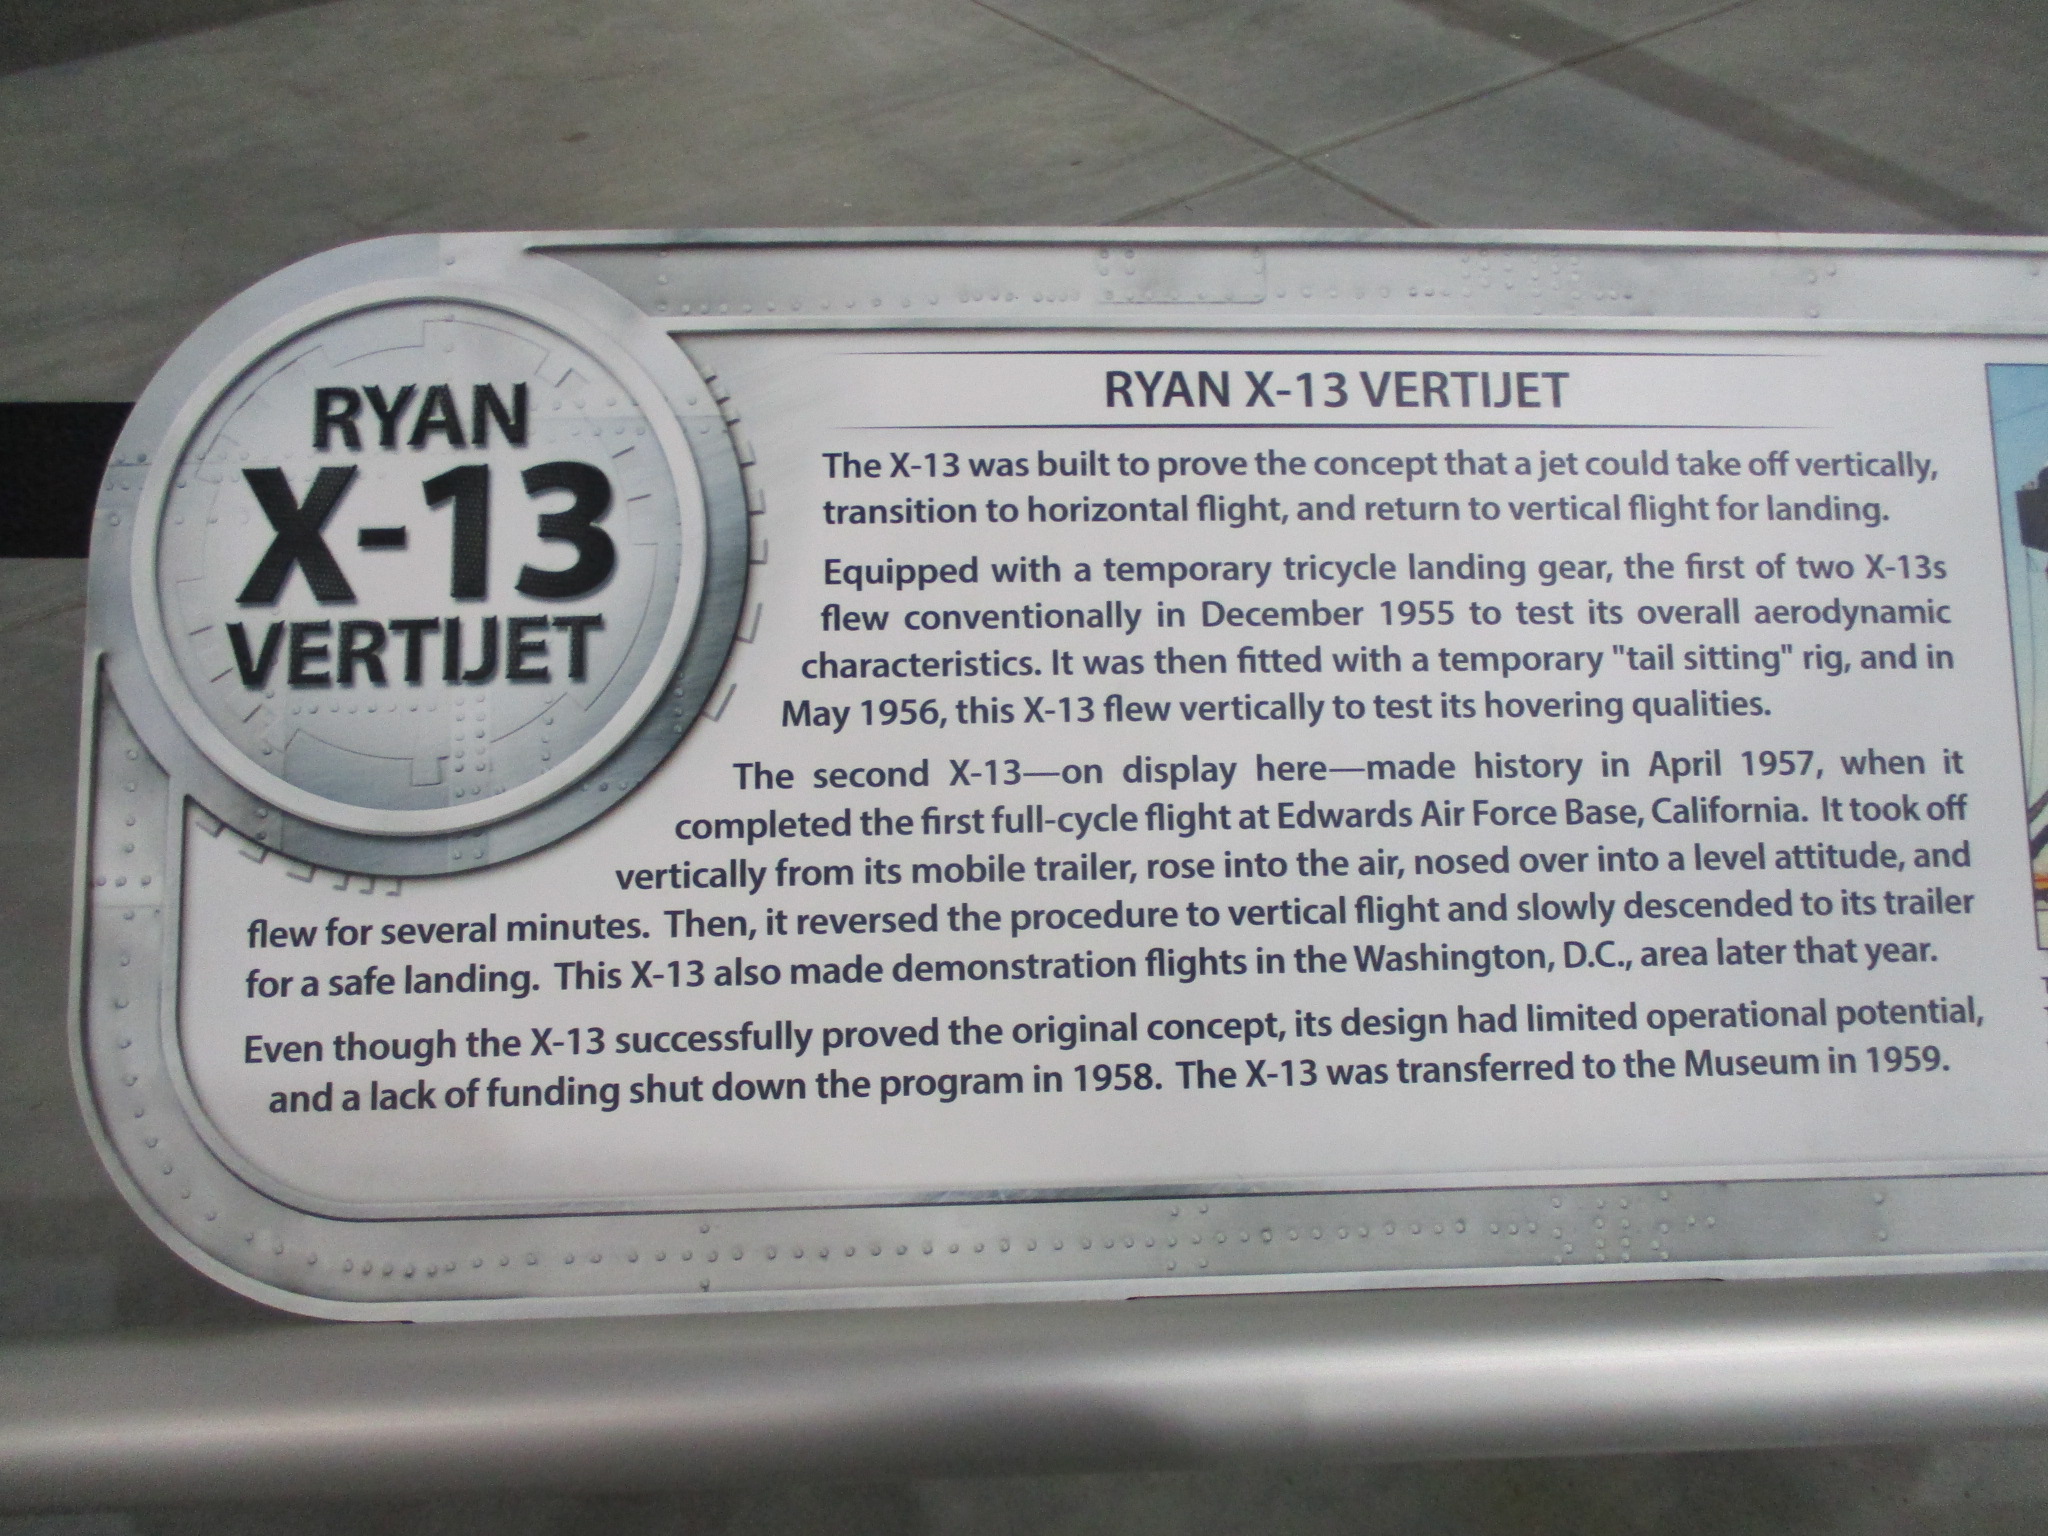 RYAN
X-13
VERTIJET
RYAN X-13 VERTIJET
The X-13 was built to prove the concept that a jet could take off vertically,
transition to horizontal flight, and return to vertical flight for landing.
Equipped with a temporary tricycle landing gear, the first of two X-13s
flew conventionally in December 1955 to test its overall aerodynamic
characteristics. It was then fitted with a temporary "tail sitting" rig, and in
May 1956, this X-13 flew vertically to test its hovering qualities.
The second X-13—on display here—made history in April 1957, when it
completed the first full-cycle flight at Edwards Air Force Base, California. It took off
vertically from its mobile trailer, rose into the air, nosed over into a level attitude, and
flew for several minutes. Then, it reversed the procedure to vertical flight and slowly descended to its trailer
for a safe landing. This X-13 also made demonstration flights in the Washington, D.C., area later that year.
Even though the X-13 successfully proved the original concept, its design had limited operational potential,
and a lack of funding shut down the program in 1958. The X-13 was transferred to the Museum in 1959.